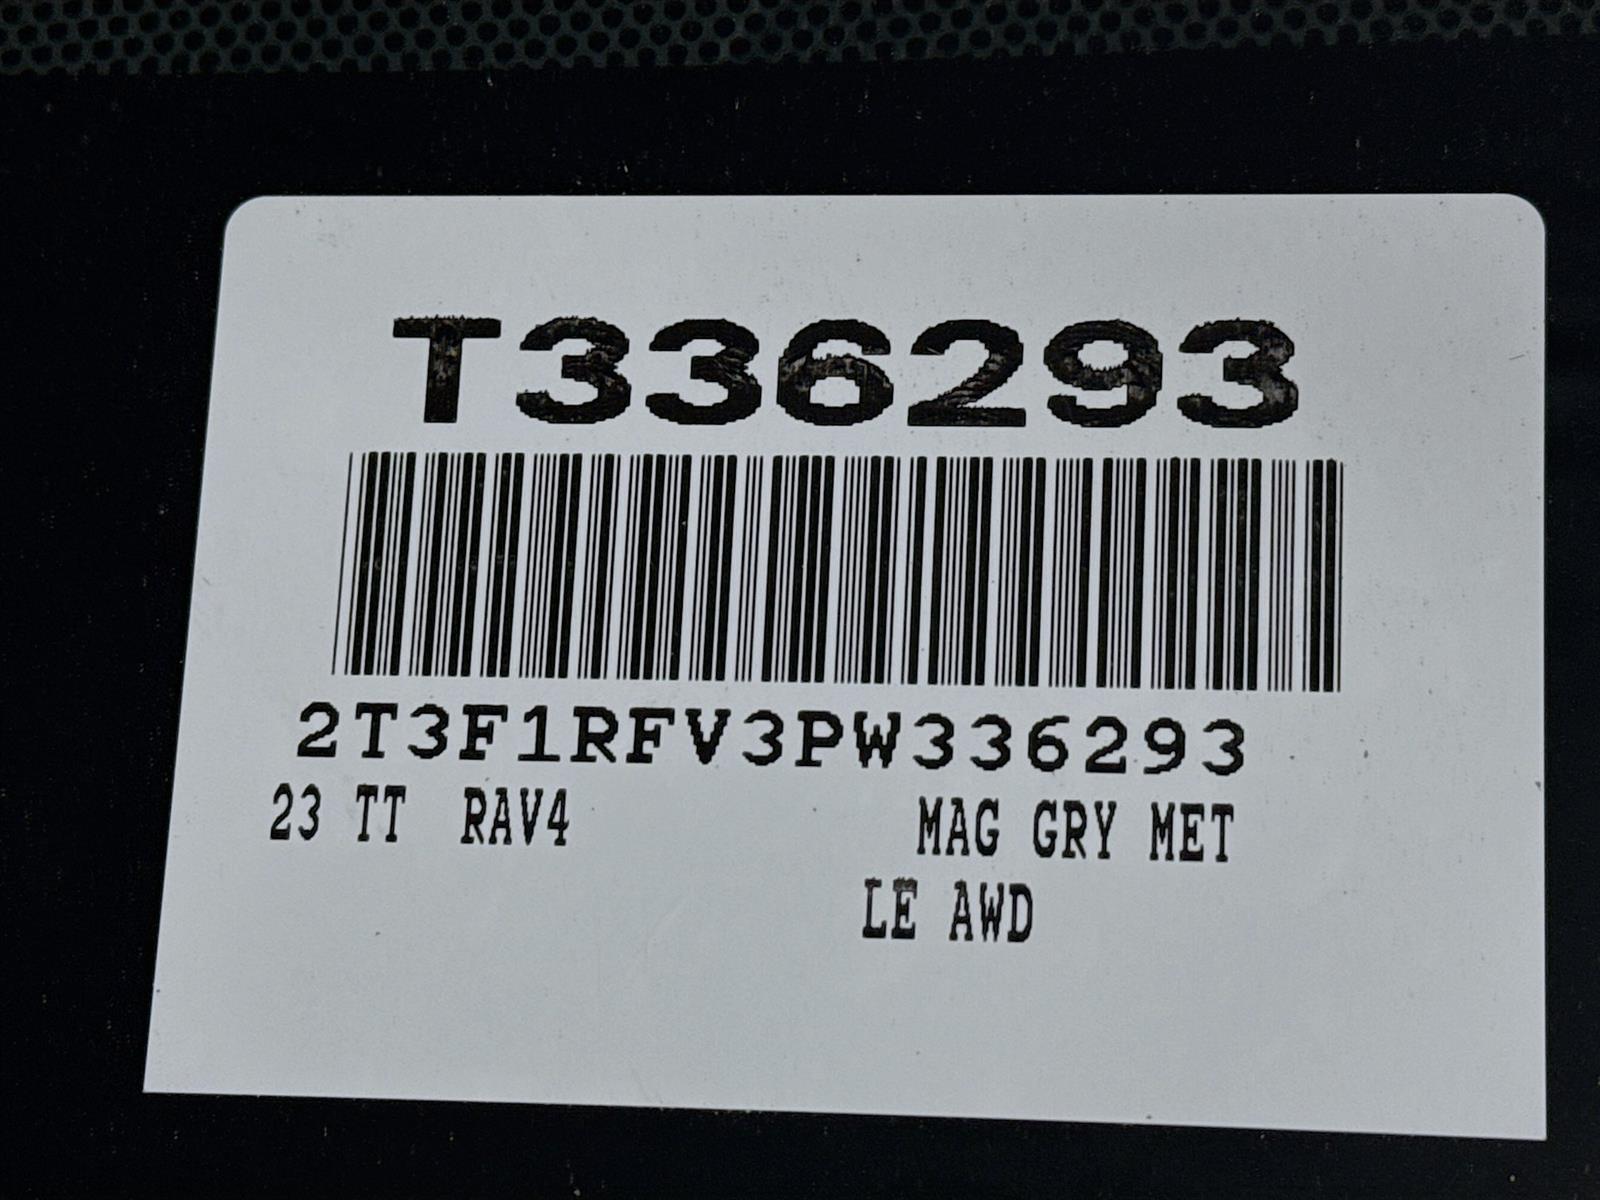 T336293
2T3F1RFV3PW336293
23 TT RAV4 MAG GRY MET
LE AWD